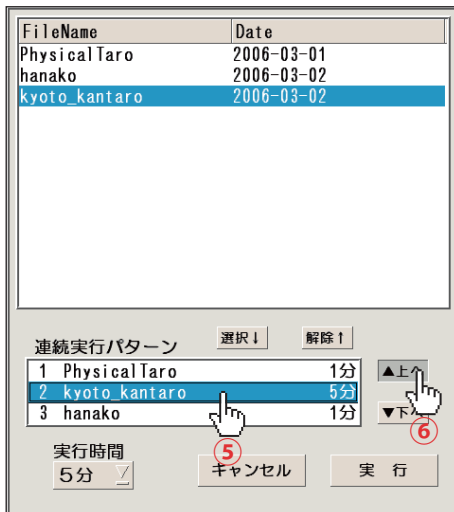 FileName Date
PhysicalTaro 2006-03-01
hanako 2006-03-02
kyoto_kantaro 2006-03-02
連続実行パターン 選択↓ 解除↑
1 PhysicalTaro 1分
2 kyoto_kantaro 5分
3 hanako 1分
▲上へ
▼下へ
⑤
⑥
実行時間
5分
キャンセル
実 行